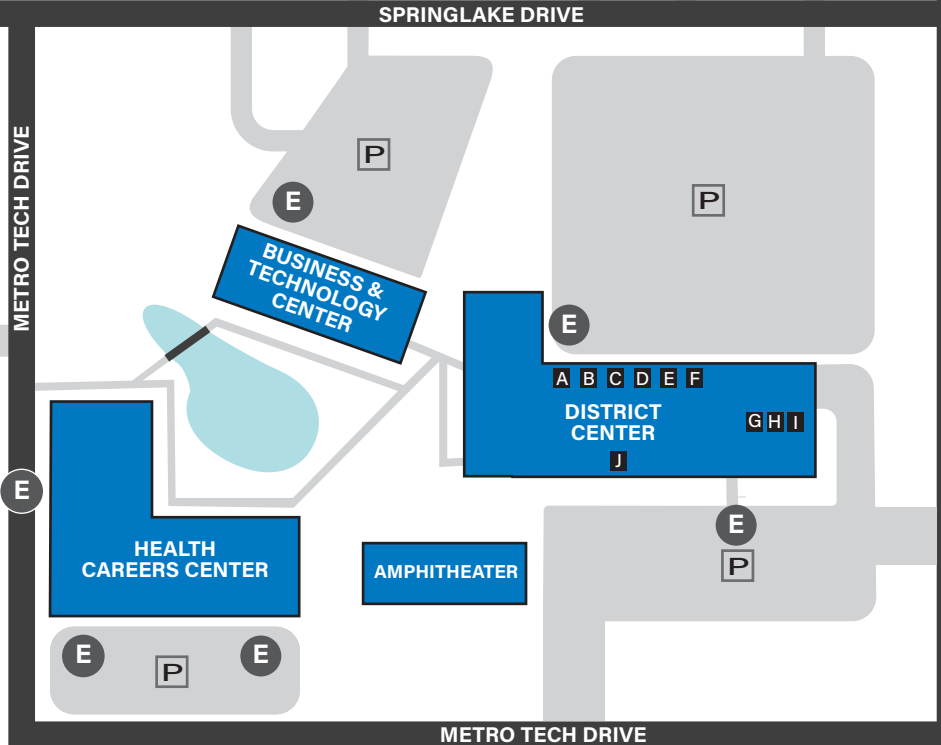 SPRINGLAKE DRIVE
METRO TECH DRIVE
P
E
P
BUSINESS &
TECHNOLOGY
CENTER
E
A B C D E F
DISTRICT
CENTER
G H I
J
E
E
P
HEALTH
CAREERS CENTER
AMPHITHEATER
E
P
E
METRO TECH DRIVE